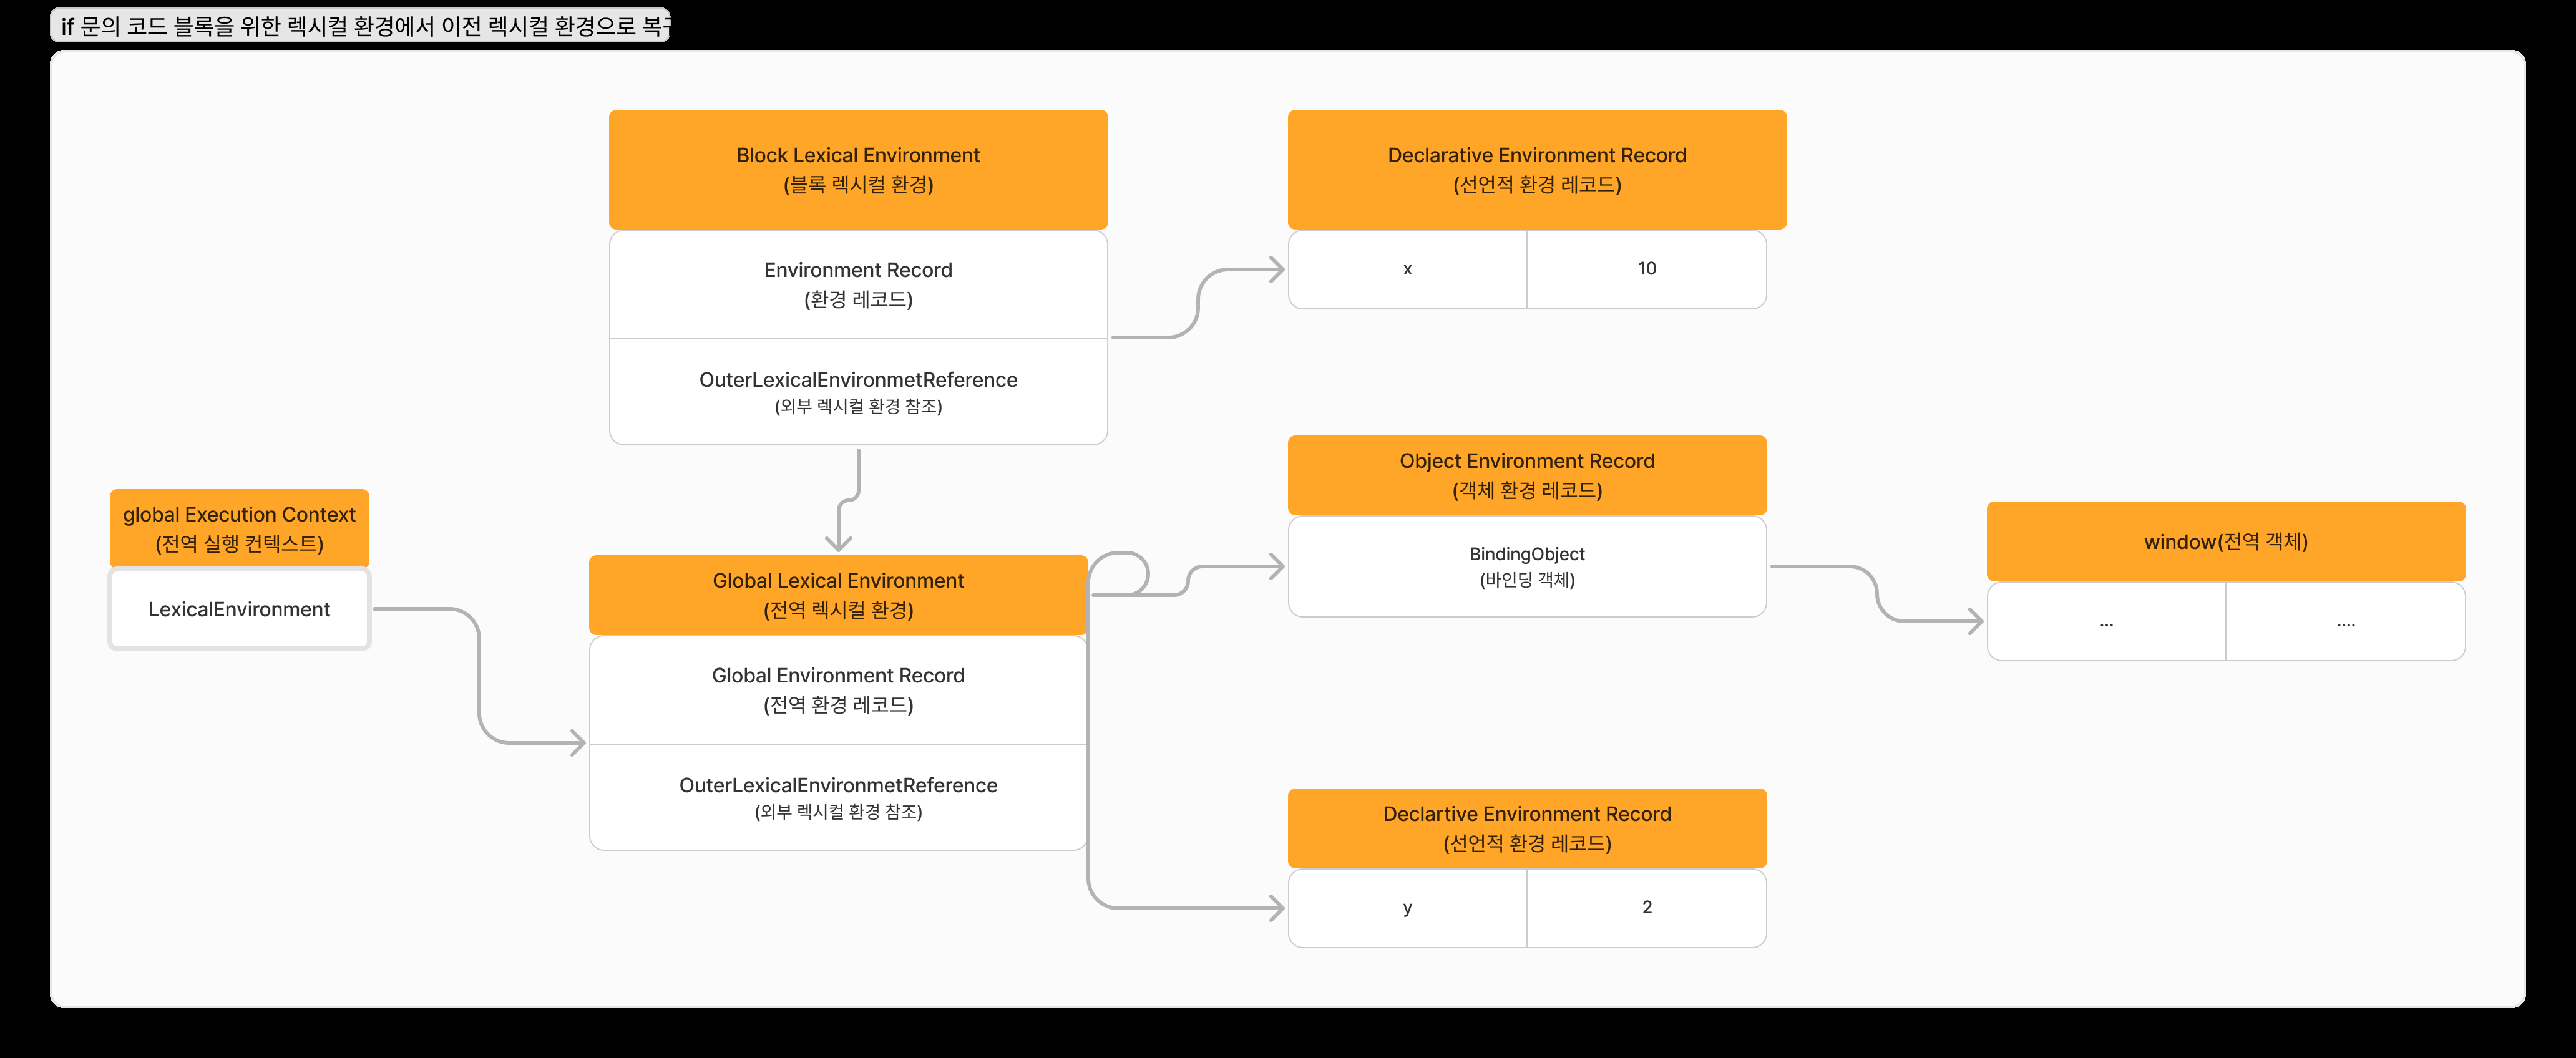 if 문의 코드 블록을 위한 렉시컬 환경에서 이전 렉시컬 환경으로
Block Lexical Environment
(블록 렉시컬 환경)
Environment Record
(환경 레코드)
OuterLexicalEnvironmetReference
(외부 렉시컬 환경 참조)
Declarative Environment Record
(선언적 환경 레코드)
x
10
global Execution Context
(전역 실행 컨텍스트)
LexicalEnvironment
Global Lexical Environment
(전역 렉시컬 환경)
Global Environment Record
(전역 환경 레코드)
OuterLexicalEnvironmetReference
(외부 렉시컬 환경 참조)
Object Environment Record
(객체 환경 레코드)
BindingObject
(바인딩 객체)
window(전역 객체)
...
....
Declartive Environment Record
(선언적 환경 레코드)
y
2